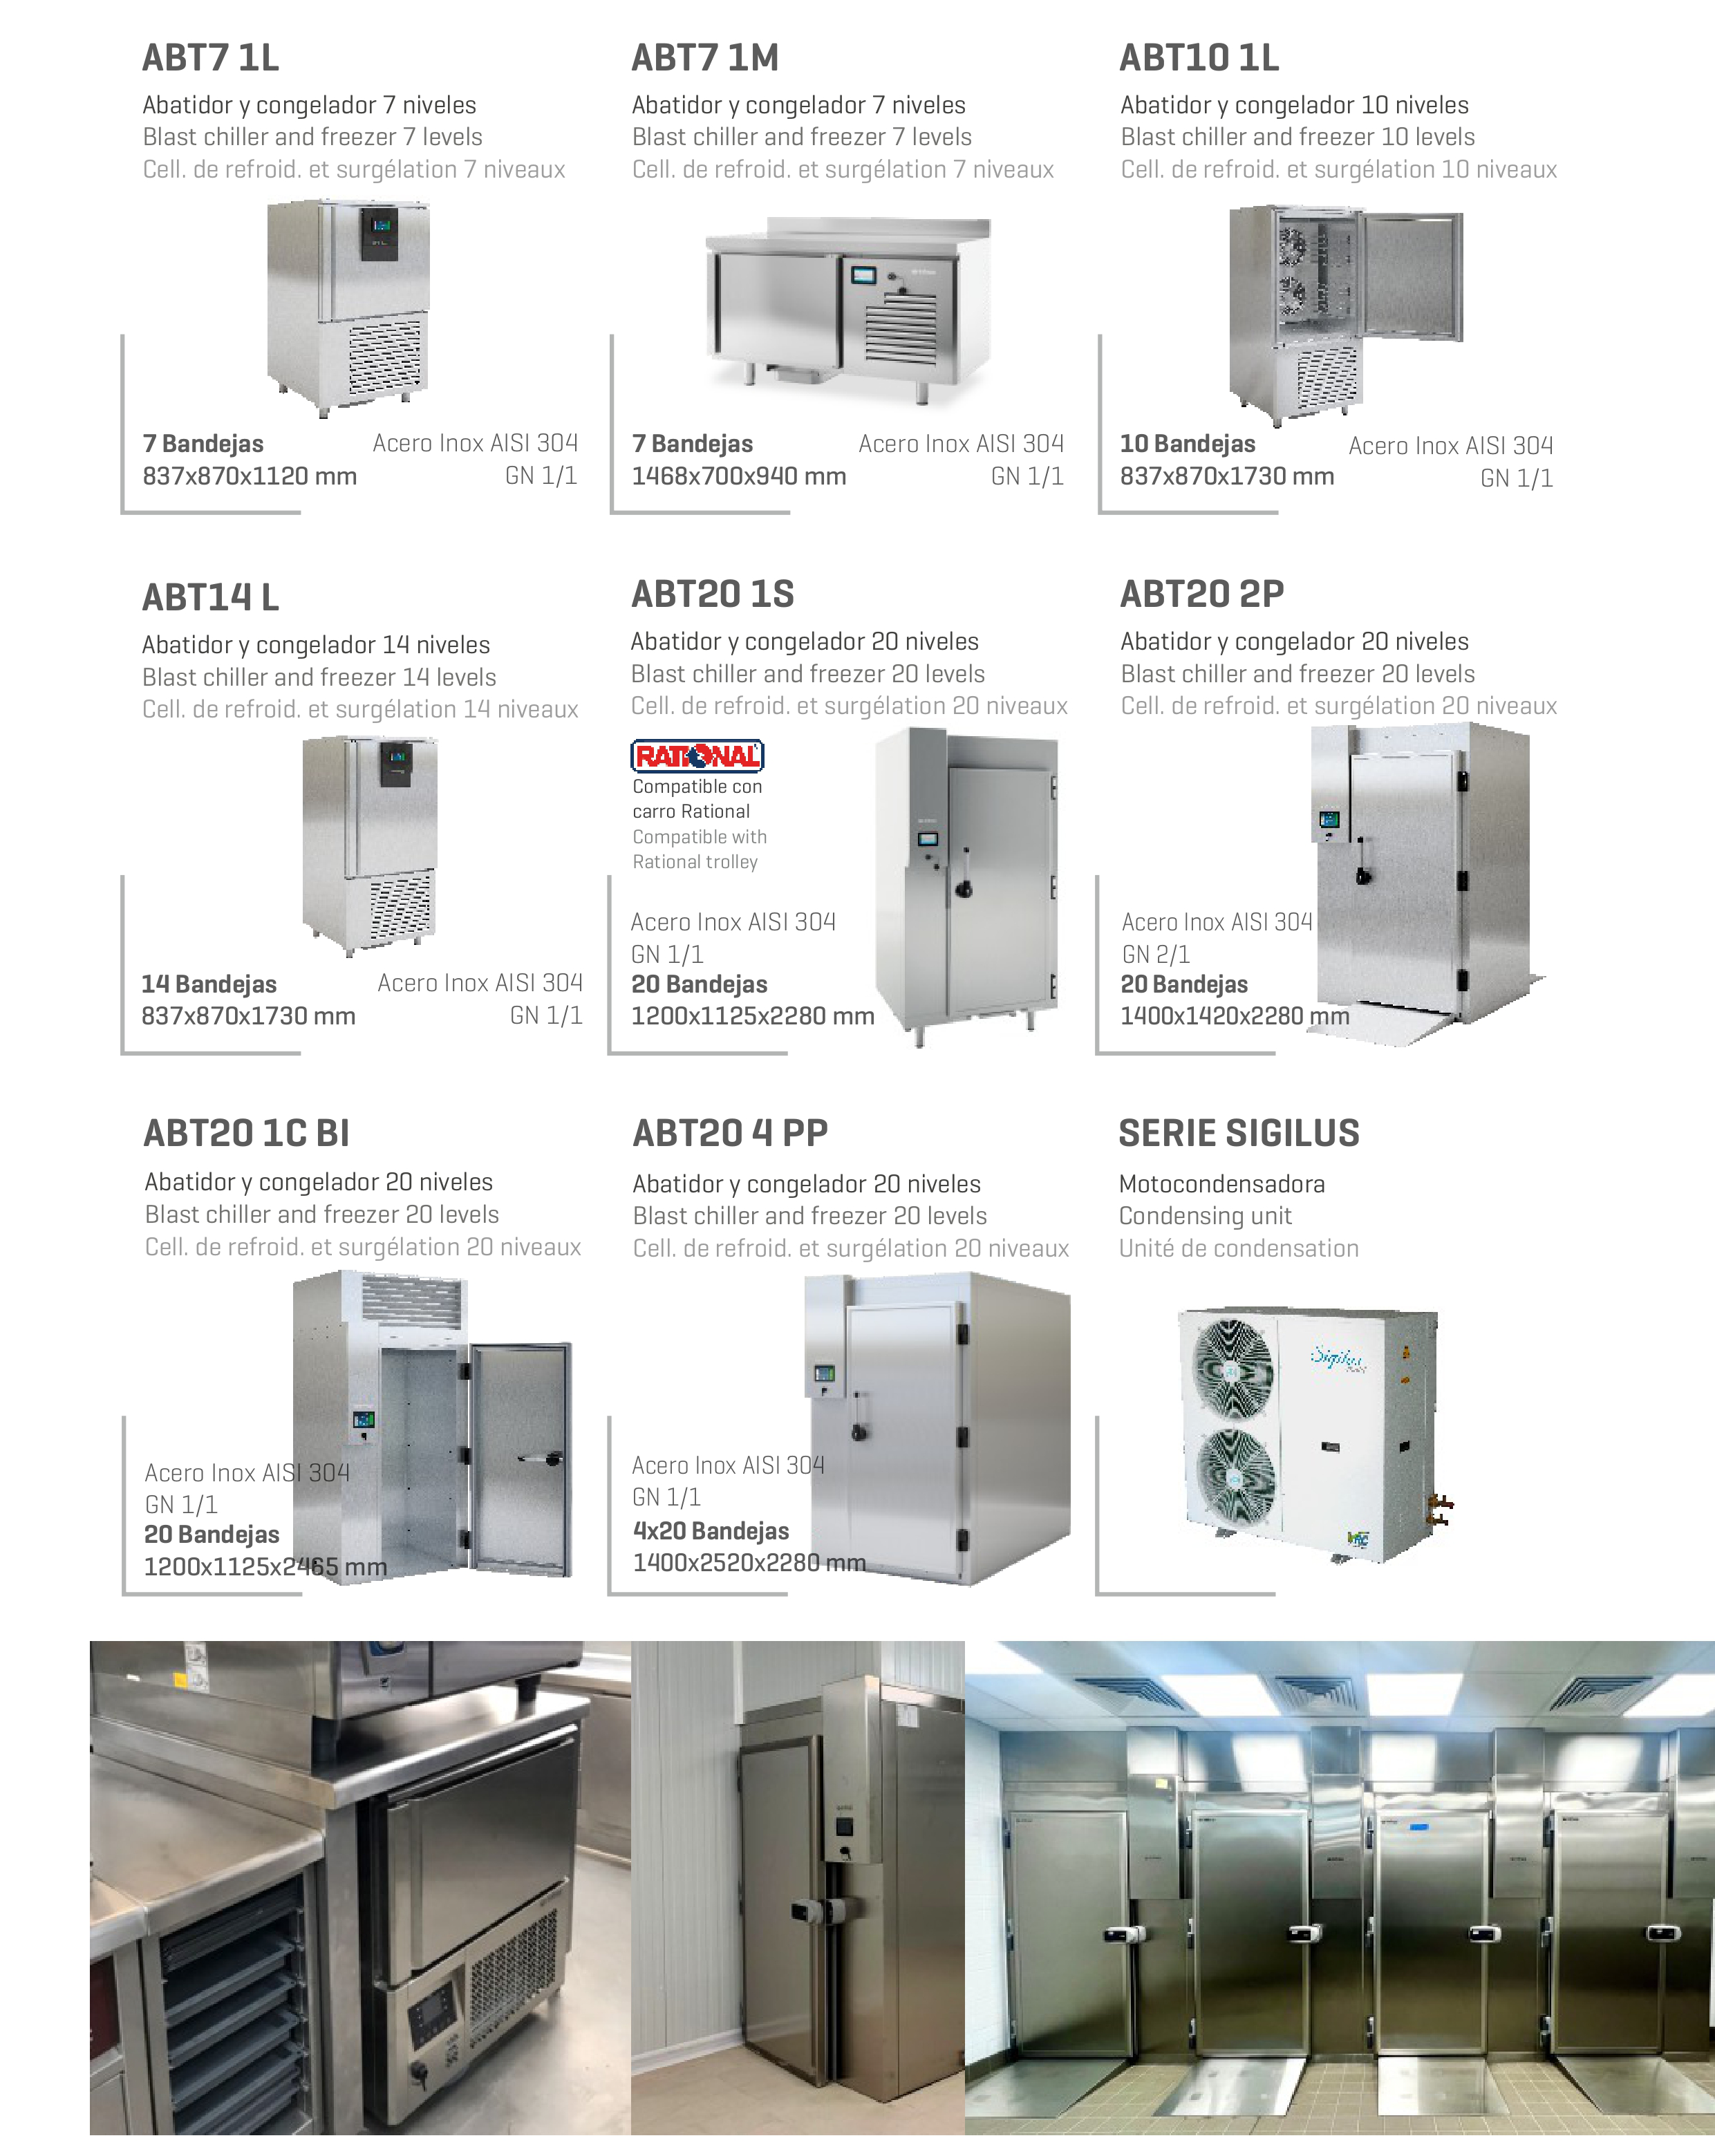 ABT7 1L
Abatidor y congelador 7 niveles
Blast chiller and freezer 7 levels
Cell. de refroid. et surgélation 7 niveaux
7 Bandejas
837x870x1120 mm
Acero Inox AISI 304
GN 1/1
ABT7 1M
Abatidor y congelador 7 niveles
Blast chiller and freezer 7 levels
Cell. de refroid. et surgélation 7 niveaux
7 Bandejas
1468x700x940 mm
Acero Inox AISI 304
GN 1/1
ABT10 1L
Abatidor y congelador 10 niveles
Blast chiller and freezer 10 levels
Cell. de refroid. et surgélation 10 niveaux
10 Bandejas
837x870x1730 mm
Acero Inox AISI 304
GN 1/1
ABT14 L
Abatidor y congelador 14 niveles
Blast chiller and freezer 14 levels
Cell. de refroid. et surgélation 14 niveaux
14 Bandejas
837x870x1730 mm
Acero Inox AISI 304
GN 1/1
ABT20 1S
Abatidor y congelador 20 niveles
Blast chiller and freezer 20 levels
Cell. de refroid. et surgélation 20 niveaux
RATIONAL
Compatible con
carro Rational
Compatible with
Rational trolley
Acero Inox AISI 304
GN 1/1
20 Bandejas
1200x1125x2280 mm
ABT20 2P
Abatidor y congelador 20 niveles
Blast chiller and freezer 20 levels
Cell. de refroid. et surgélation 20 niveaux
Acero Inox AISI 304
GN 2/1
20 Bandejas
1400x1420x2280 mm
ABT20 1C BI
Abatidor y congelador 20 niveles
Blast chiller and freezer 20 levels
Cell. de refroid. et surgélation 20 niveaux
Acero Inox AISI 304
GN 1/1
20 Bandejas
1200x1125x2465 mm
ABT20 4 PP
Abatidor y congelador 20 niveles
Blast chiller and freezer 20 levels
Cell. de refroid. et surgélation 20 niveaux
Acero Inox AISI 304
GN 1/1
4x20 Bandejas
1400x2520x2280 mm
SERIE SIGILUS
Motocondensadora
Condensing unit
Unité de condensation
Sigilus